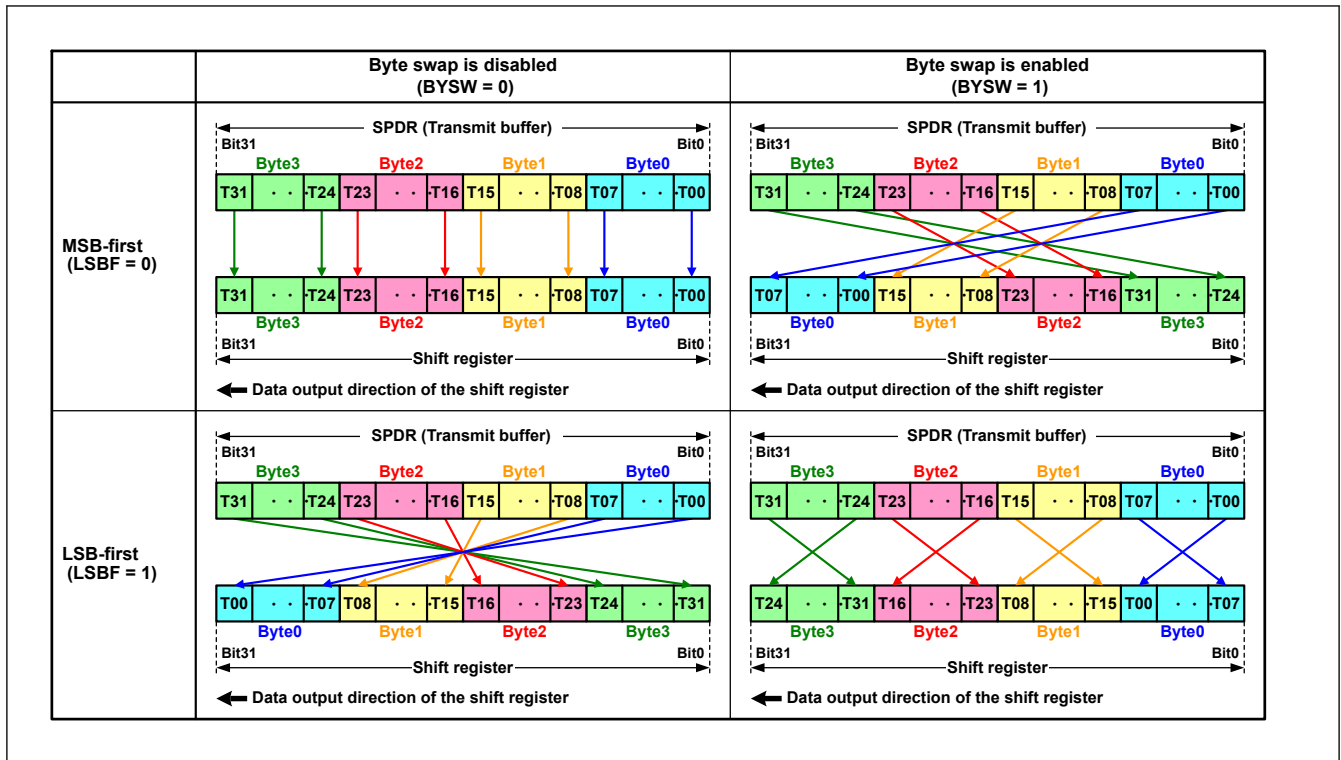 Byte swap is disabled
(BYSW = 0)
Byte swap is enabled
(BYSW = 1)
MSB-first
(LSBF = 0)
SPDR (Transmit buffer)
Bit31 Bit0
Byte3 Byte2 Byte1 Byte0
T31 · · T24 T23 · · T16 T15 · · T08 T07 · · T00
T31 · · T24 T23 · · T16 T15 · · T08 T07 · · T00
Byte3 Byte2 Byte1 Byte0
Bit31 Bit0
Shift register
Data output direction of the shift register
SPDR (Transmit buffer)
Bit31 Bit0
Byte3 Byte2 Byte1 Byte0
T31 · · T24 T23 · · T16 T15 · · T08 T07 · · T00
T07 · · T00 T15 · · T08 T23 · · T16 T31 · · T24
Byte0 Byte1 Byte2 Byte3
Bit31 Bit0
Shift register
Data output direction of the shift register
LSB-first
(LSBF = 1)
SPDR (Transmit buffer)
Bit31 Bit0
Byte3 Byte2 Byte1 Byte0
T31 · · T24 T23 · · T16 T15 · · T08 T07 · · T00
T00 · · T07 T08 · · T15 T16 · · T23 T24 · · T31
Byte0 Byte1 Byte2 Byte3
Bit31 Bit0
Shift register
Data output direction of the shift register
SPDR (Transmit buffer)
Bit31 Bit0
Byte3 Byte2 Byte1 Byte0
T31 · · T24 T23 · · T16 T15 · · T08 T07 · · T00
T24 · · T31 T16 · · T23 T08 · · T15 T00 · · T07
Byte3 Byte2 Byte1 Byte0
Bit31 Bit0
Shift register
Data output direction of the shift register